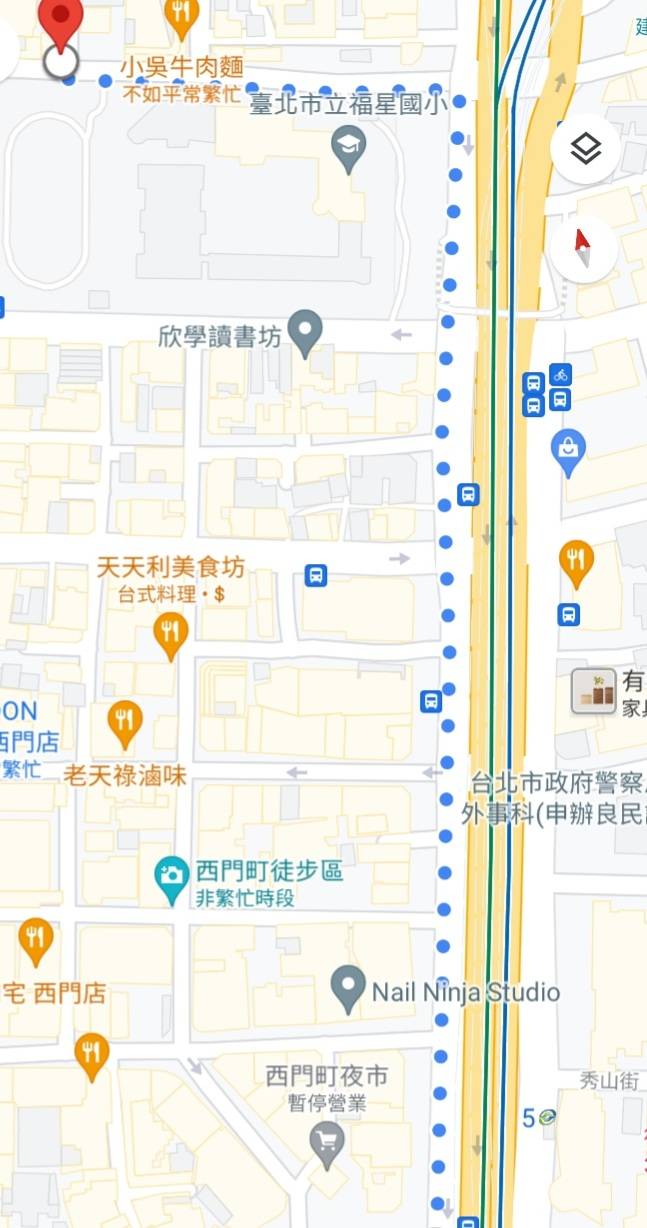 建
小吳牛肉麵
不如平常繁忙
臺北市立福星國小
欣學讀書坊
天天利美食坊
台式料理・$
有
家具
OON
西門店
繁忙
老天祿滷味
台北市政府警察
外事科(申辦良民
西門町徒步區
非繁忙時段
宅 西門店
Nail Ninja Studio
西門町夜市
暫停營業
秀山街
5